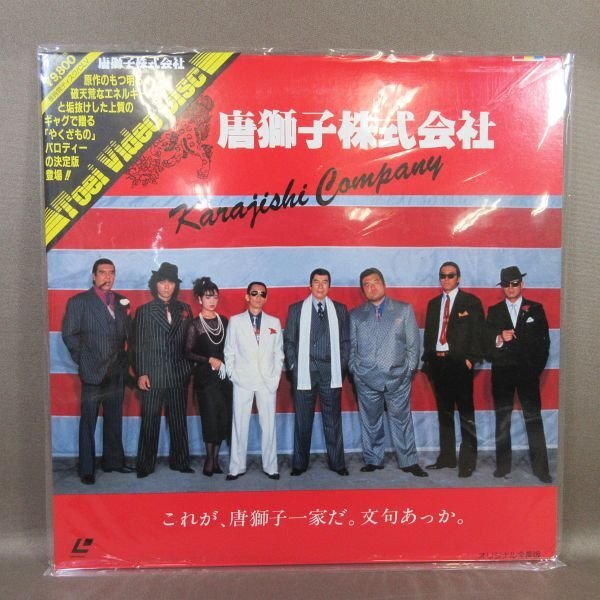 ¥9,800
唐獅子株式会社
原作のもつ明
破天荒なエネルギ
と垢抜けした上質の
ギャグで贈る
「やくざもの」
パロディーの決定版
登場!!
Toei Video Disc
唐獅子株式会社
Karajishi Company
これが、唐獅子一家だ。文句あっか。
オリジナル全長版